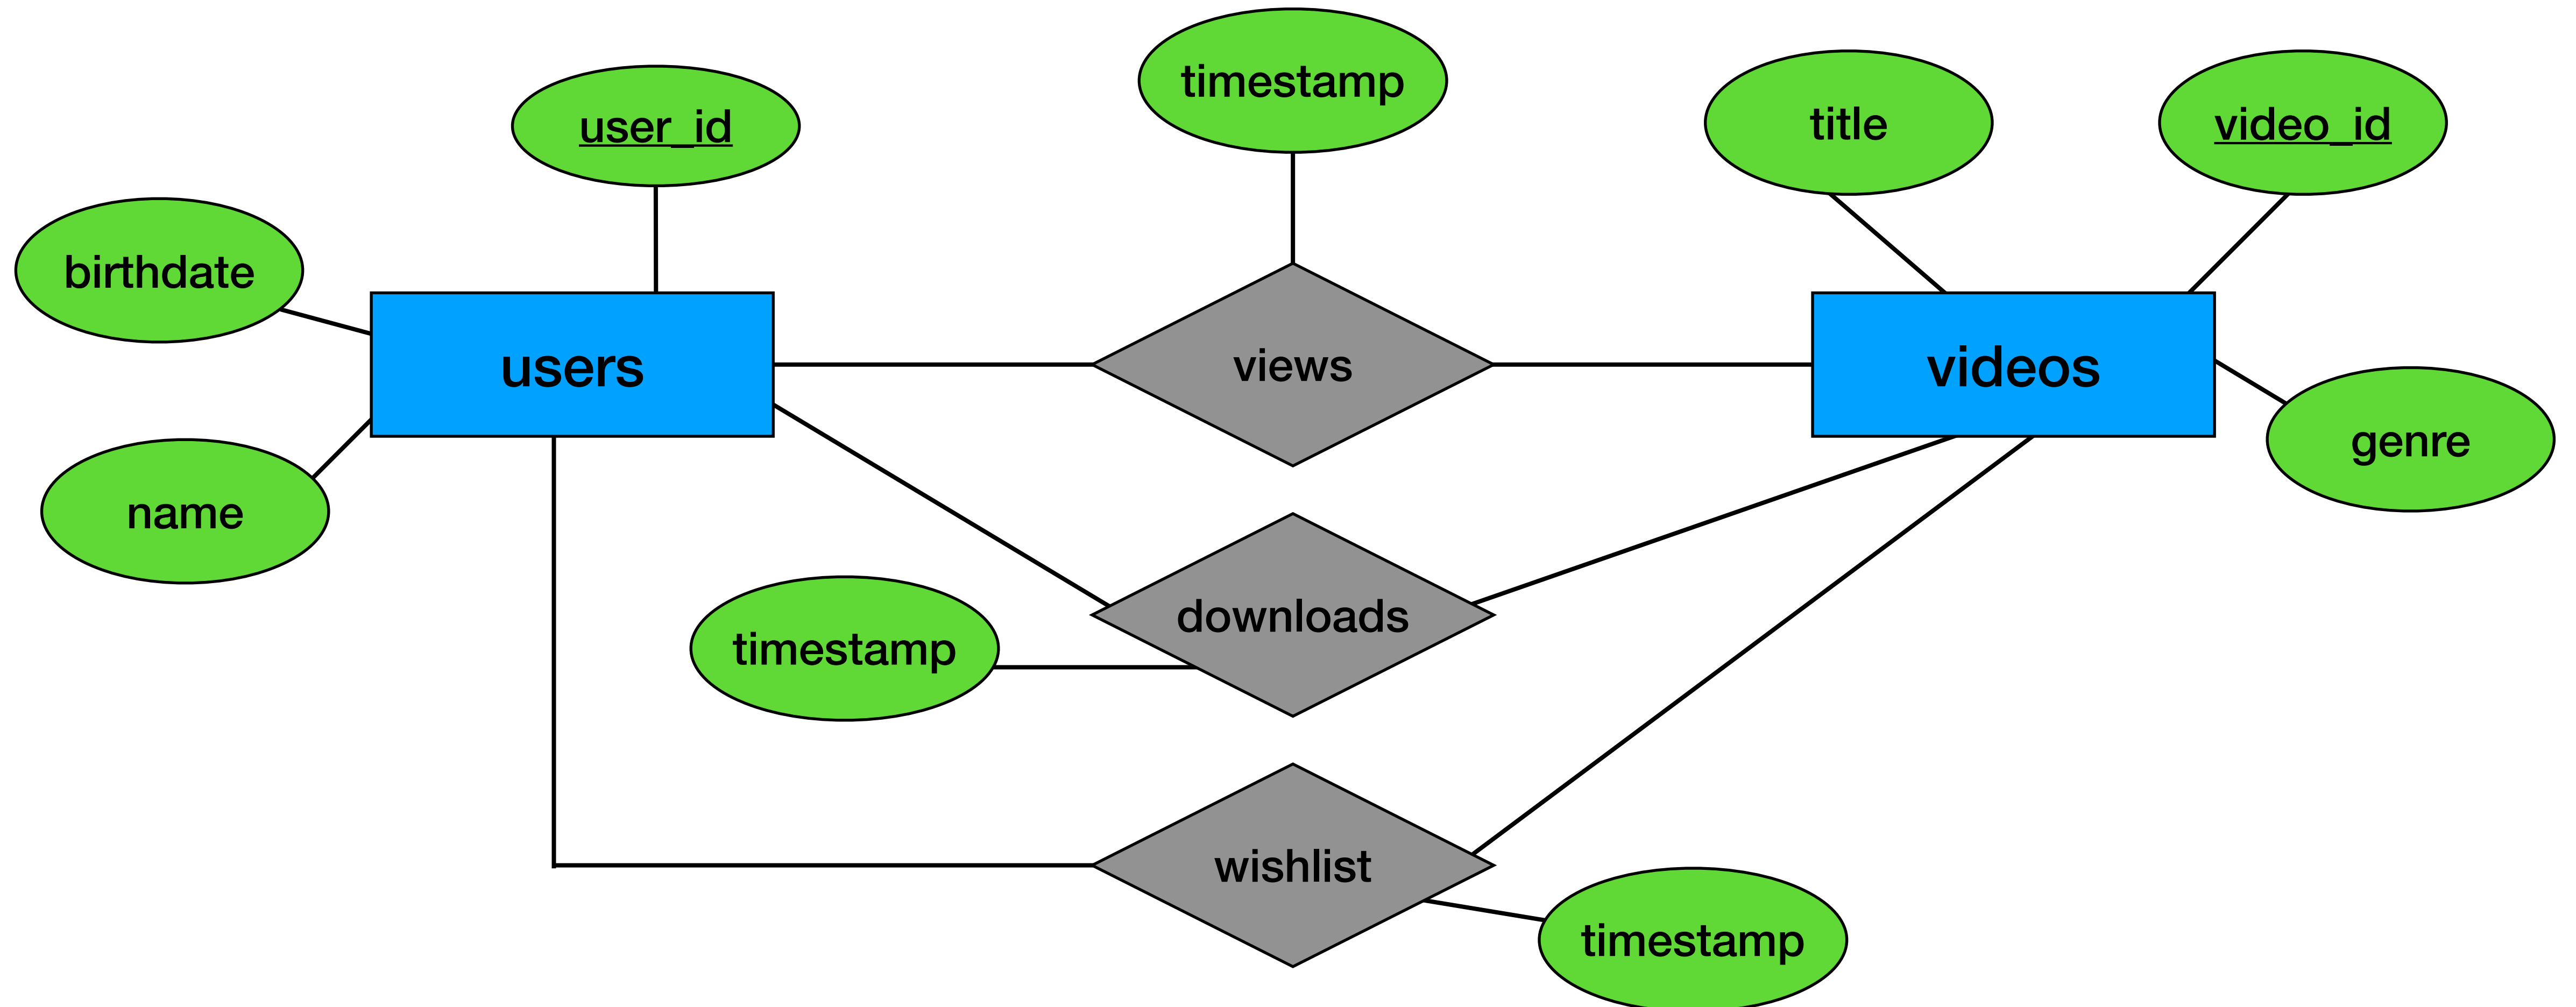 timestamp
title
video_id
user_id
birthdate
users
views
videos
genre
name
downloads
timestamp
wishlist
timestamp